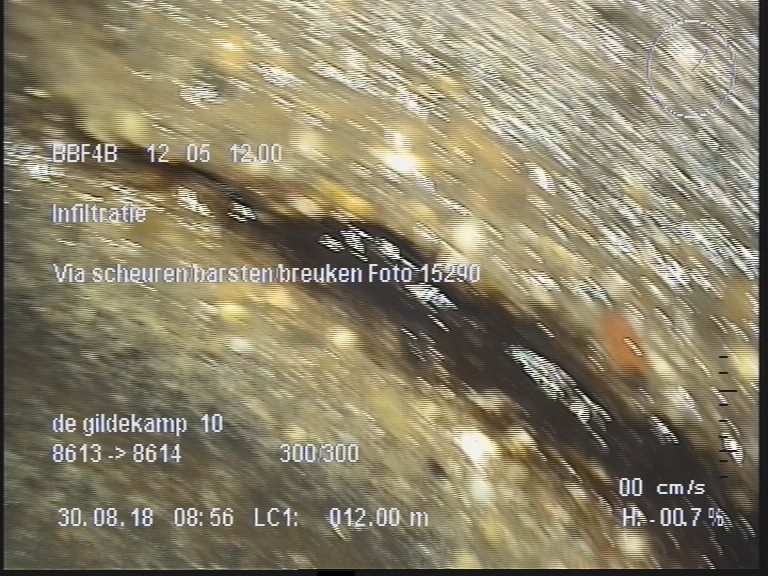 BBF4B 12 05 12.00
Infiltratie
Via scheuren/barsten/breuken Foto 15290
de gildekamp 10
8613 -> 8614 300/300
00 cm/s
30.08.18 08:56 LC1: 012.00 m H:-00.7 %